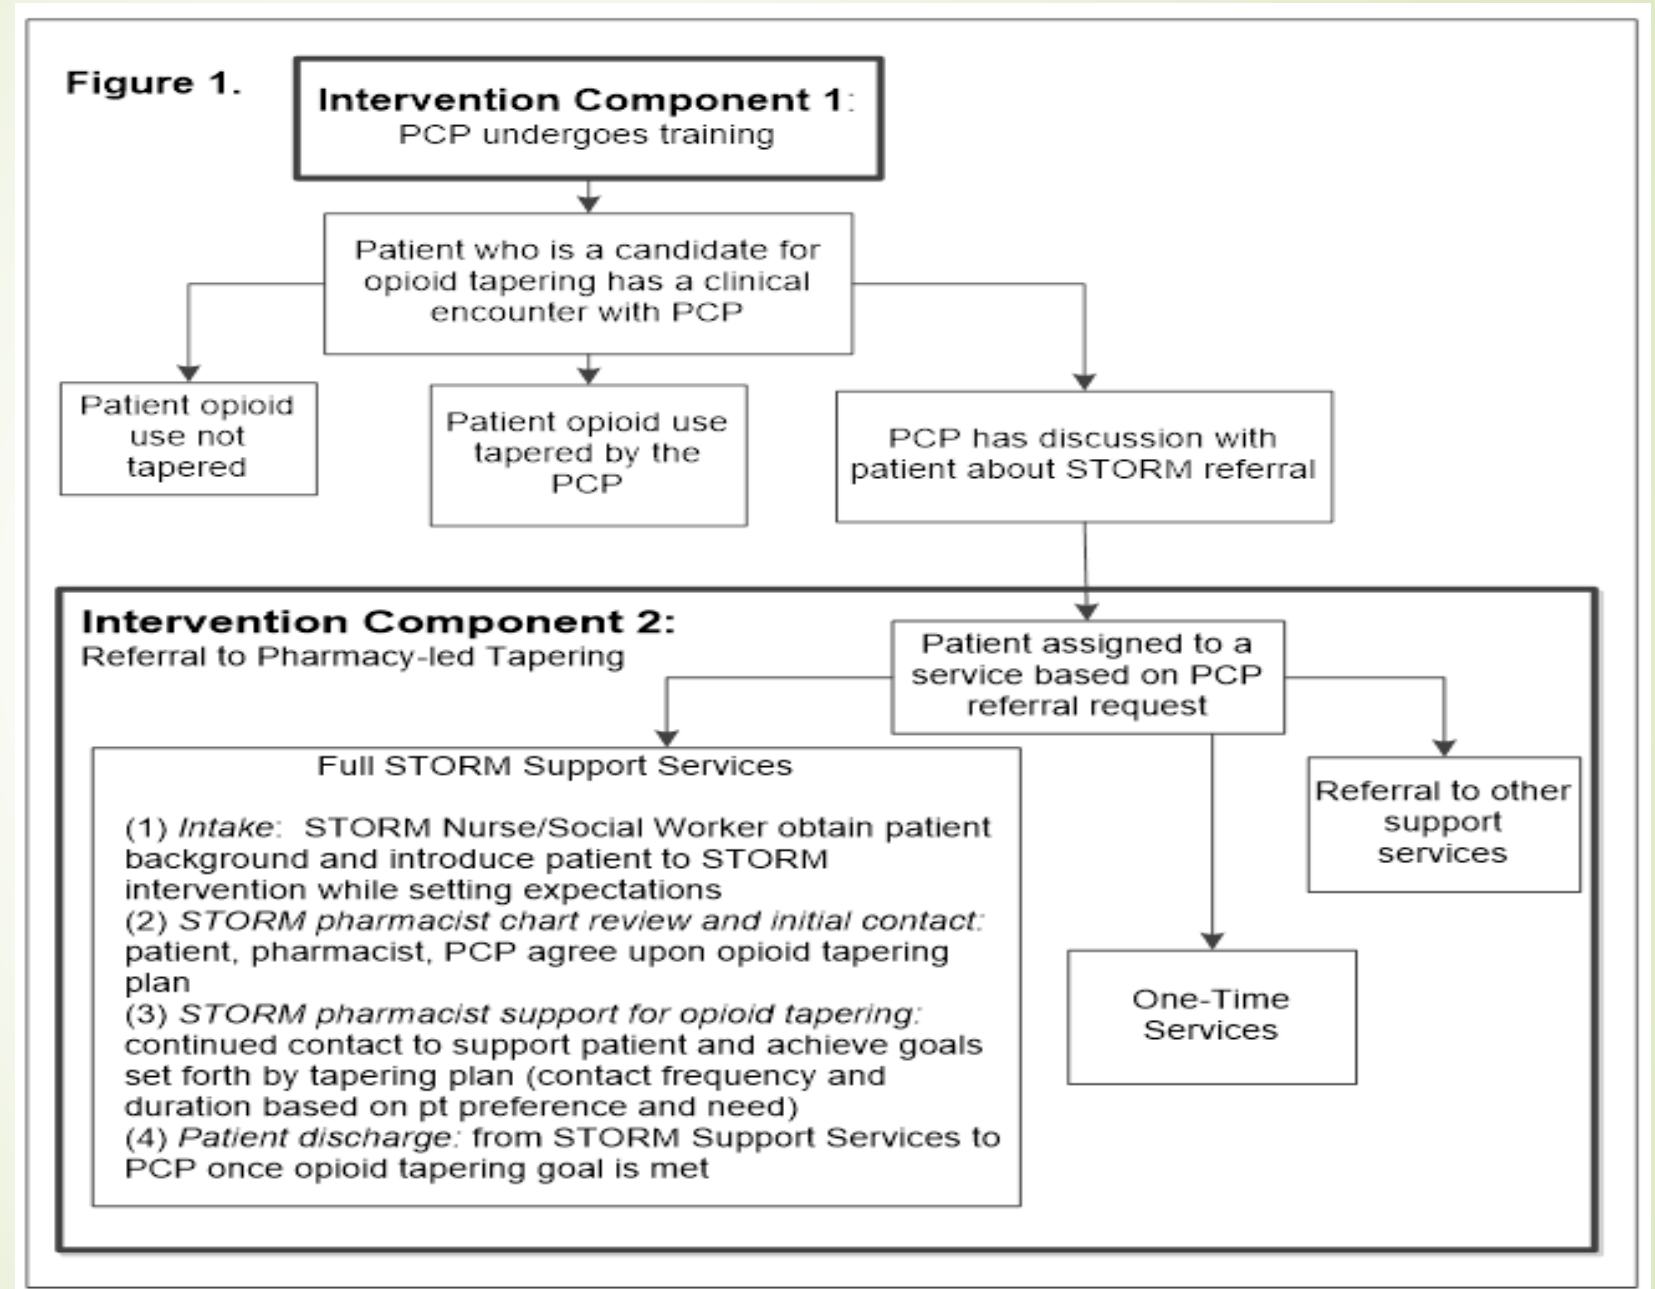 Figure 1.
Intervention Component 1:
PCP undergoes training
Patient who is a candidate for
opioid tapering has a clinical
encounter with PCP
Patient opioid
use not
tapered
Patient opioid use
tapered by the
PCP
PCP has discussion with
patient about STORM referral
Intervention Component 2:
Referral to Pharmacy-led Tapering
Patient assigned to a
service based on PCP
referral request
Full STORM Support Services
(1) Intake:  STORM Nurse/Social Worker obtain patient
background and introduce patient to STORM
intervention while setting expectations
(2) STORM pharmacist chart review and initial contact:
patient, pharmacist, PCP agree upon opioid tapering
plan
(3) STORM pharmacist support for opioid tapering:
continued contact to support patient and achieve goals
set forth by tapering plan (contact frequency and
duration based on pt preference and need)
(4) Patient discharge: from STORM Support Services to
PCP once opioid tapering goal is met
One-Time
Services
Referral to other
support
services